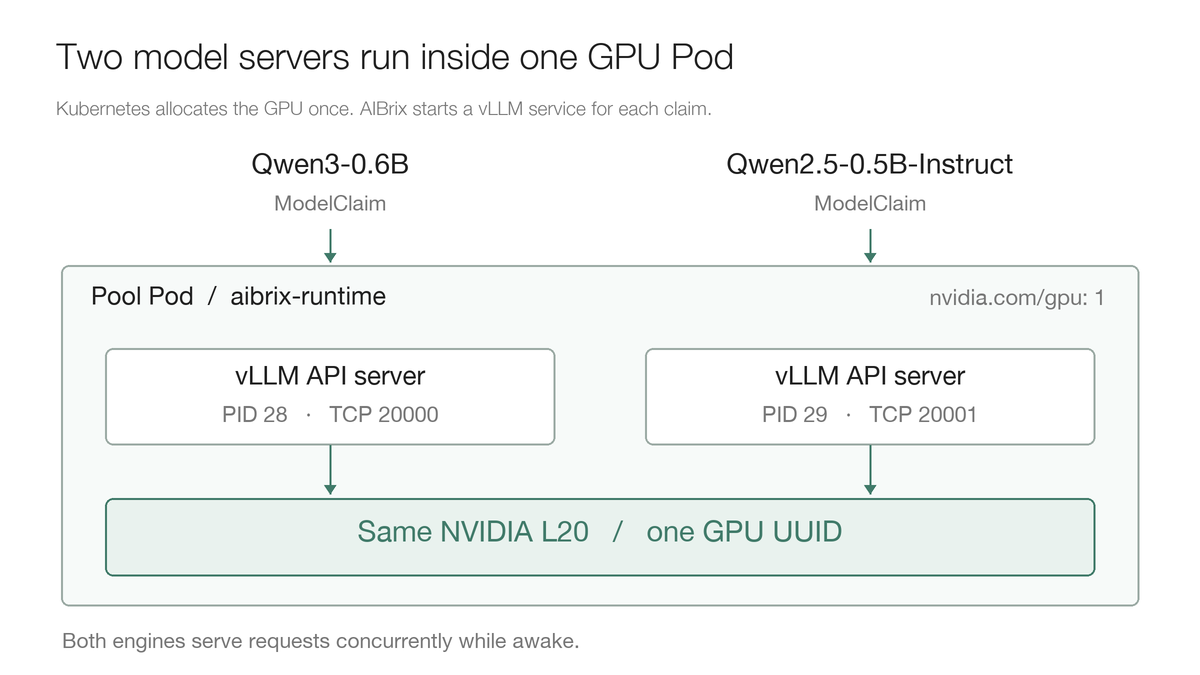 Two model servers run inside one GPU Pod
Kubernetes allocates the GPU once. AIBrix starts a vLLM service for each claim.
Qwen3-0.6B
ModelClaim
Qwen2.5-0.5B-Instruct
ModelClaim
Pool Pod / aibrix-runtime
nvidia.com/gpu: 1
vLLM API server
PID 28 · TCP 20000
vLLM API server
PID 29 · TCP 20001
Same NVIDIA L20 / one GPU UUID
Both engines serve requests concurrently while awake.